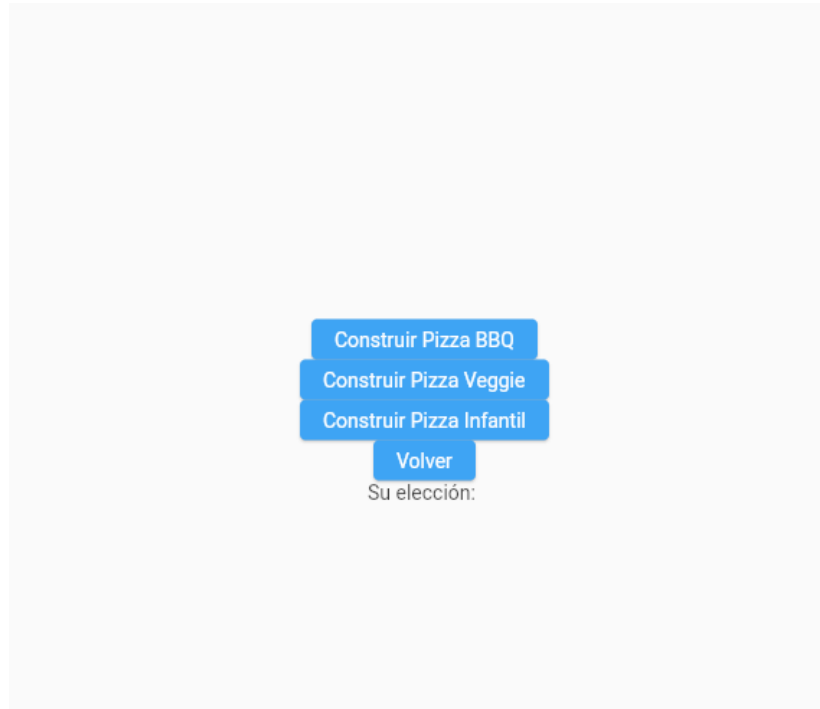 Construir Pizza BBQ
Construir Pizza Veggie
Construir Pizza Infantil
Volver
Su elección: